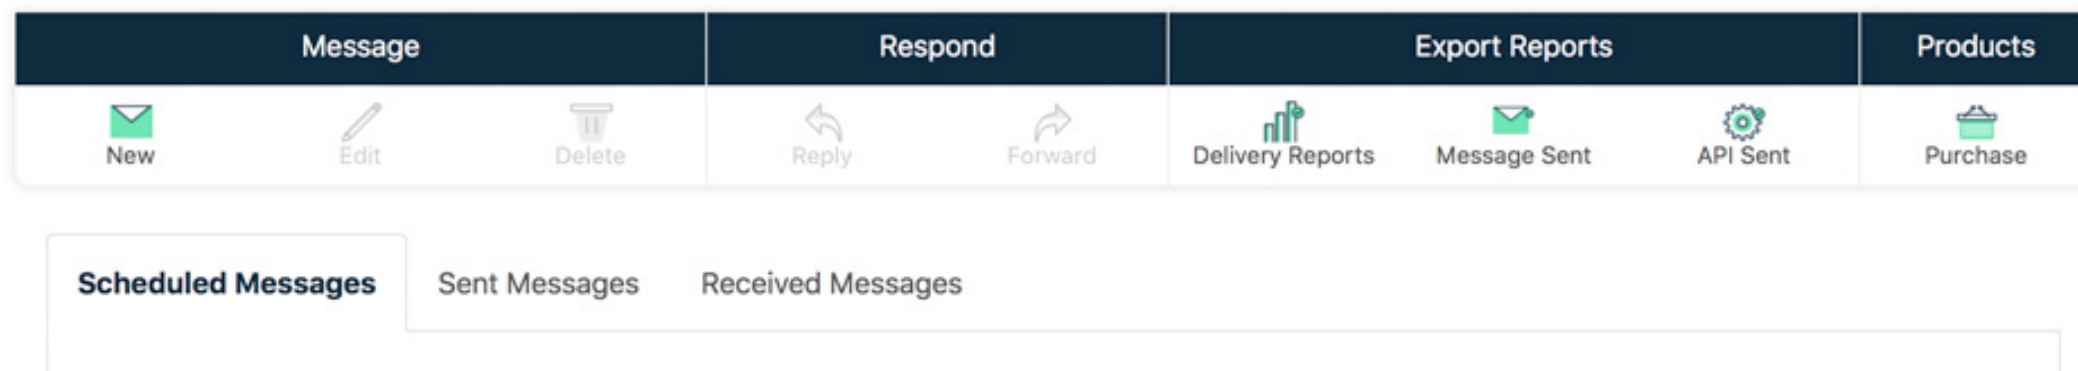 Message Respond Export Reports Products
New Edit Delete Reply Forward Delivery Reports Message Sent API Sent Purchase
Scheduled Messages Sent Messages Received Messages